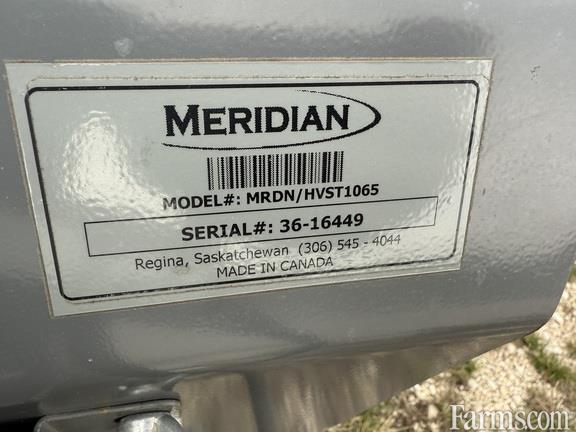 MERIDIAN
MODEL#: MRDN/HVST1065
SERIAL#: 36-16449
Regina, Saskatchewan (306) 545 - 4044
MADE IN CANADA
Farms.com